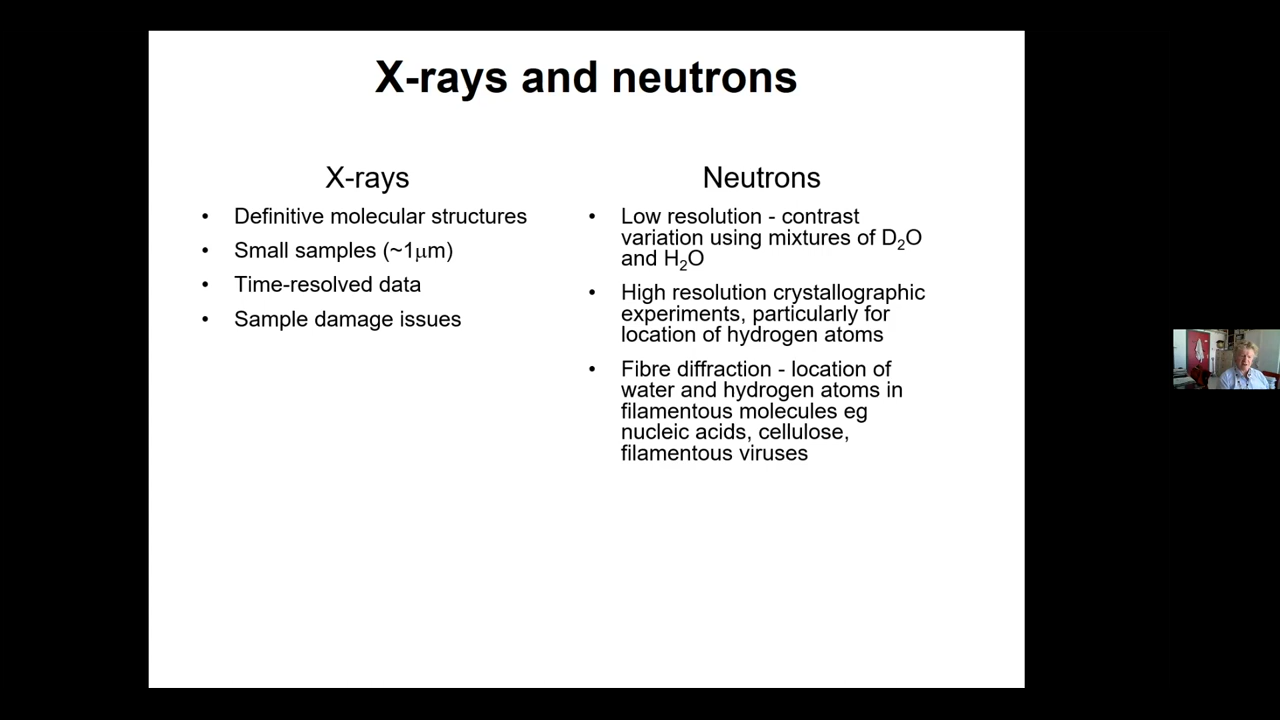 X-rays and neutrons
X-rays
• Definitive molecular structures
• Small samples (~1μm)
• Time-resolved data
• Sample damage issues
Neutrons
• Low resolution - contrast
variation using mixtures of D₂O
and H₂O
• High resolution crystallographic
experiments, particularly for
location of hydrogen atoms
• Fibre diffraction - location of
water and hydrogen atoms in
filamentous molecules eg
nucleic acids, cellulose,
filamentous viruses